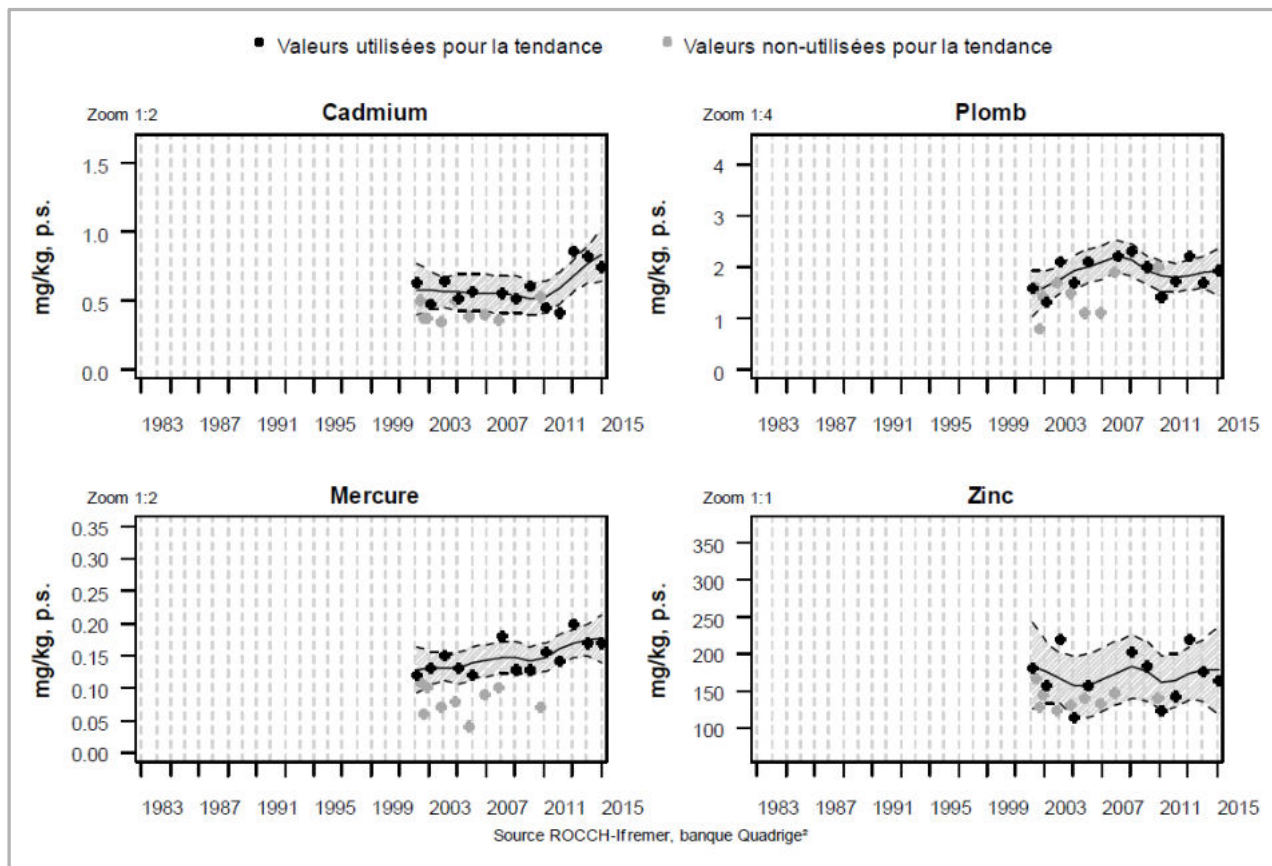 Valeurs utilisées pour la tendance
Valeurs non-utilisées pour la tendance
Zoom 1:2
Cadmium
mg/kg, p.s.
1.5
1.0
0.5
0.0
1983 1987 1991 1995 1999 2003 2007 2011 2015
Zoom 1:4
Plomb
mg/kg, p.s.
4
3
2
1
0
1983 1987 1991 1995 1999 2003 2007 2011 2015
Zoom 1:2
Mercure
mg/kg, p.s.
0.35
0.30
0.25
0.20
0.15
0.10
0.05
0.00
1983 1987 1991 1995 1999 2003 2007 2011 2015
Zoom 1:1
Zinc
mg/kg, p.s.
350
300
250
200
150
100
1983 1987 1991 1995 1999 2003 2007 2011 2015
Source ROCCH-Ifremer, banque Quadrige²